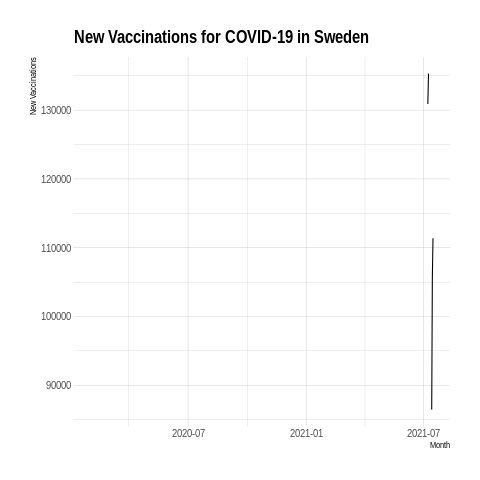 New Vaccinations for COVID-19 in Sweden
New Vaccinations
130000
120000
110000
100000
90000
2020-07
2021-01
2021-07
Month